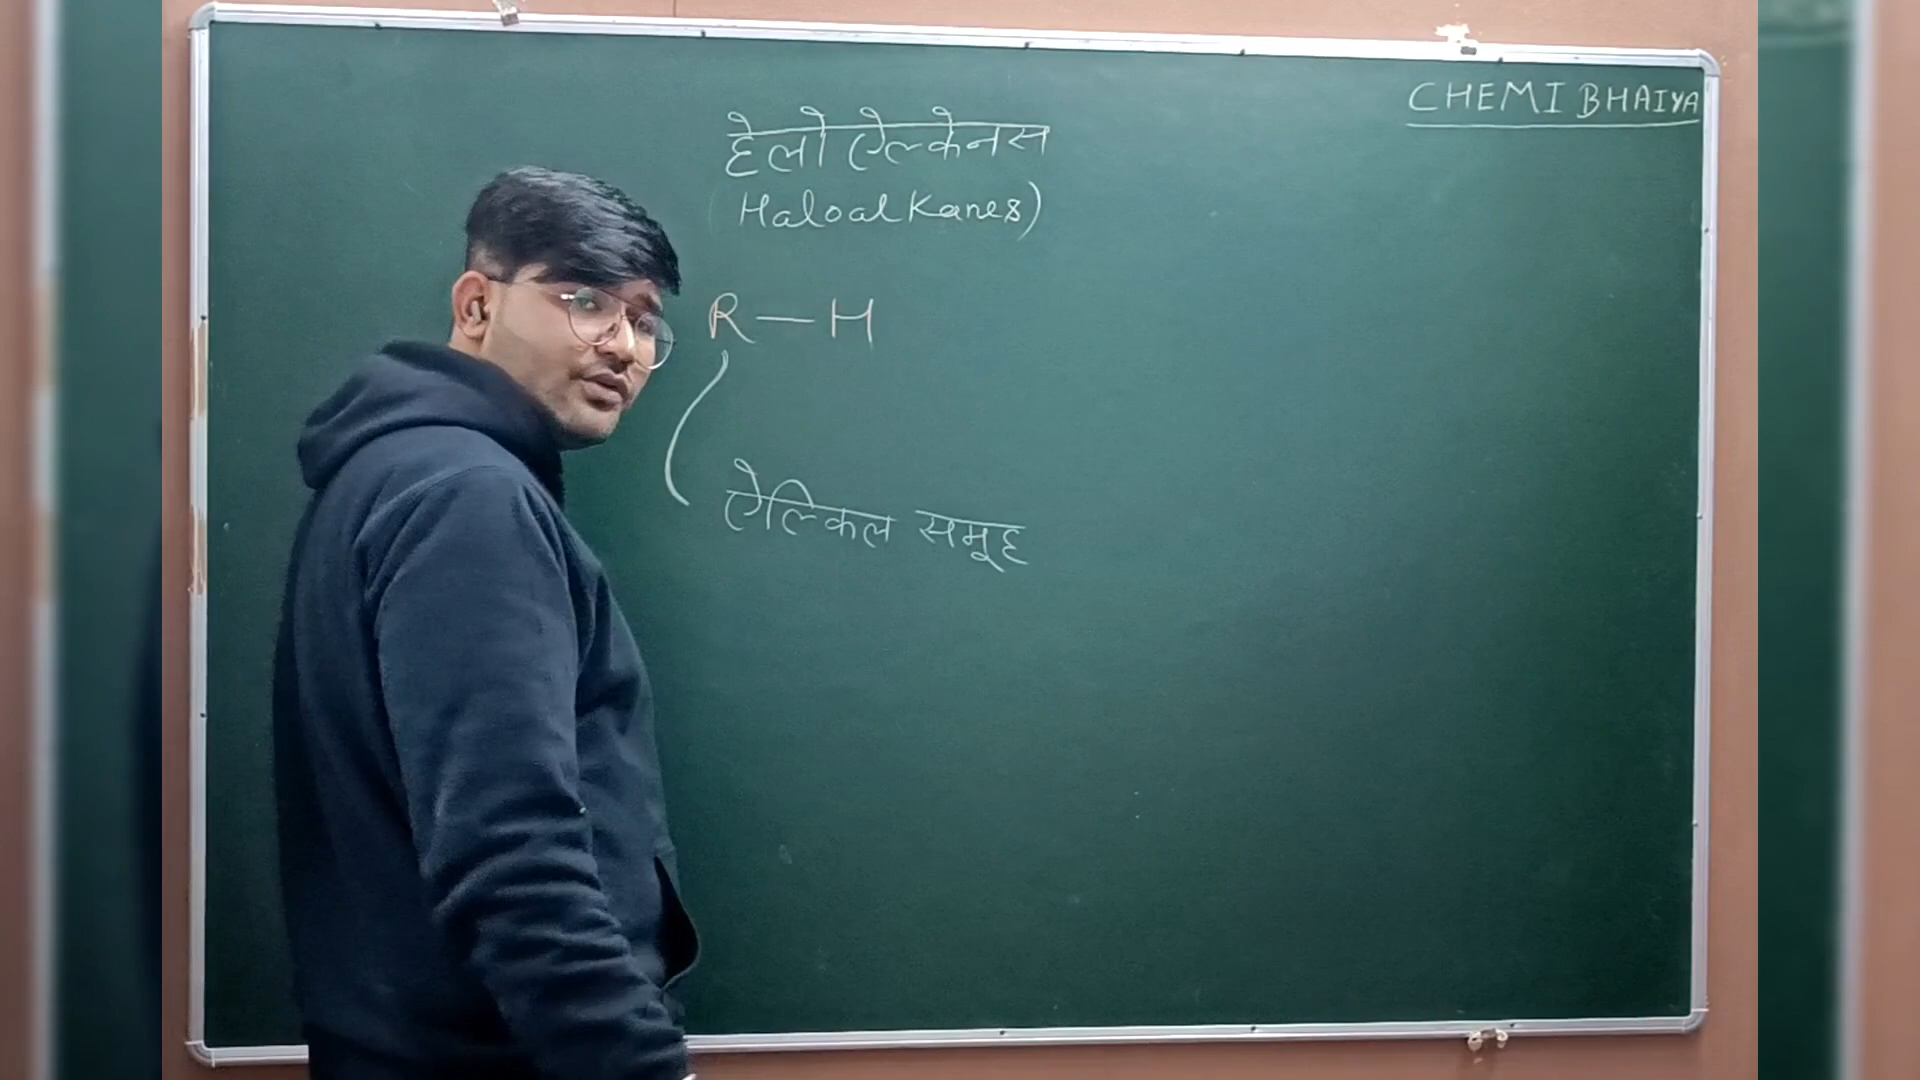 CHEMI BHAIYA
हेलो ऐल्केनस
(Haloalkanes)
R — H
ऐल्किल समूह